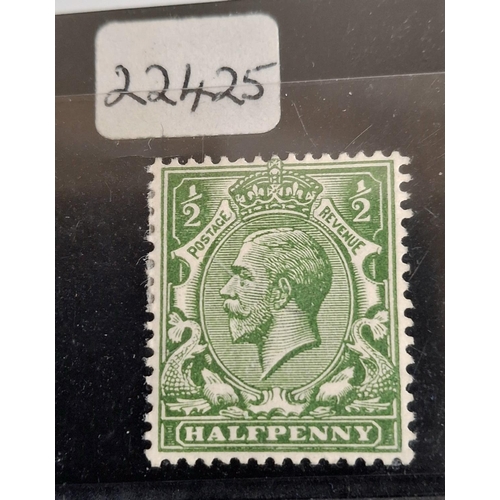 22425
½ ½
POSTAGE REVENUE
HALFPENNY